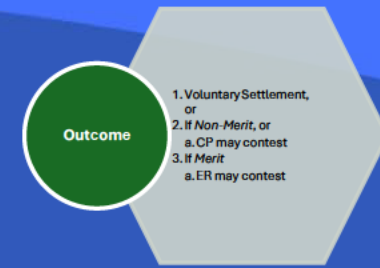 Outcome
1. Voluntary Settlement,
or
2. If Non-Merit, or
a. CP may contest
3. If Merit
a. ER may contest